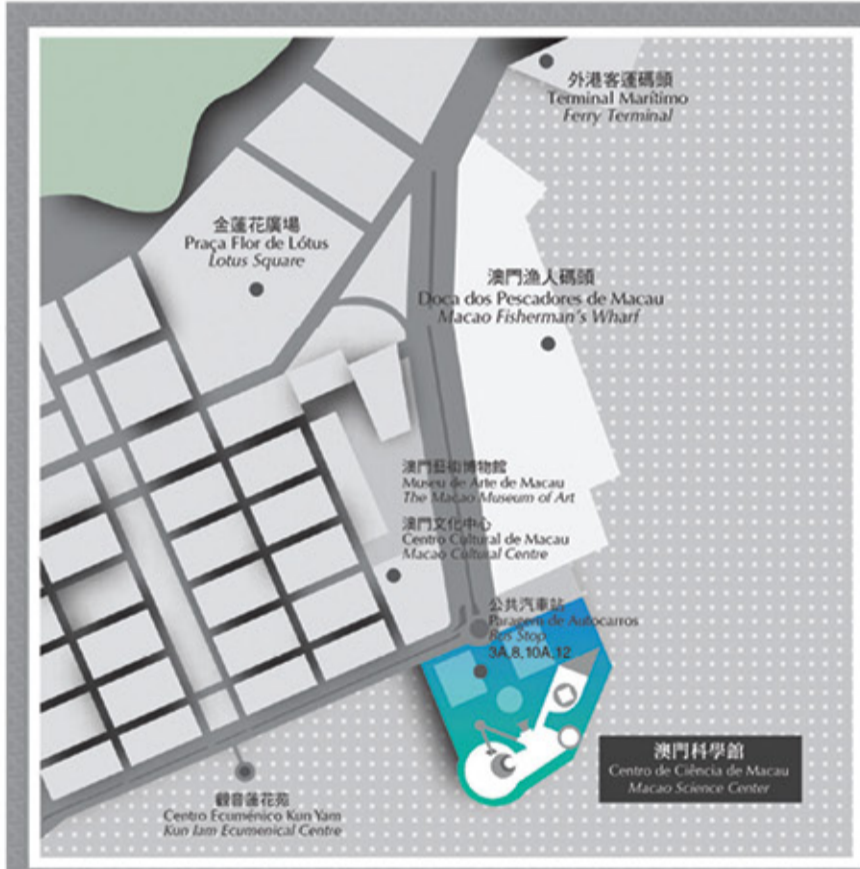 外港客運碼頭
Terminal Marítimo
Ferry Terminal
金蓮花廣場
Praça Flor de Lótus
Lotus Square
澳門漁人碼頭
Doca dos Pescadores de Macau
Macao Fisherman's Wharf
澳門藝術博物館
Museu de Arte de Macau
The Macao Museum of Art
澳門文化中心
Centro Cultural de Macau
Macao Cultural Centre
公共汽車站
Paragem de Autocarros
Bus Stop
3A,8,10A,12
澳門科學館
Centro de Ciência de Macau
Macao Science Center
觀音蓮花苑
Centro Ecuménico Kun Yam
Kun Iam Ecumenical Centre